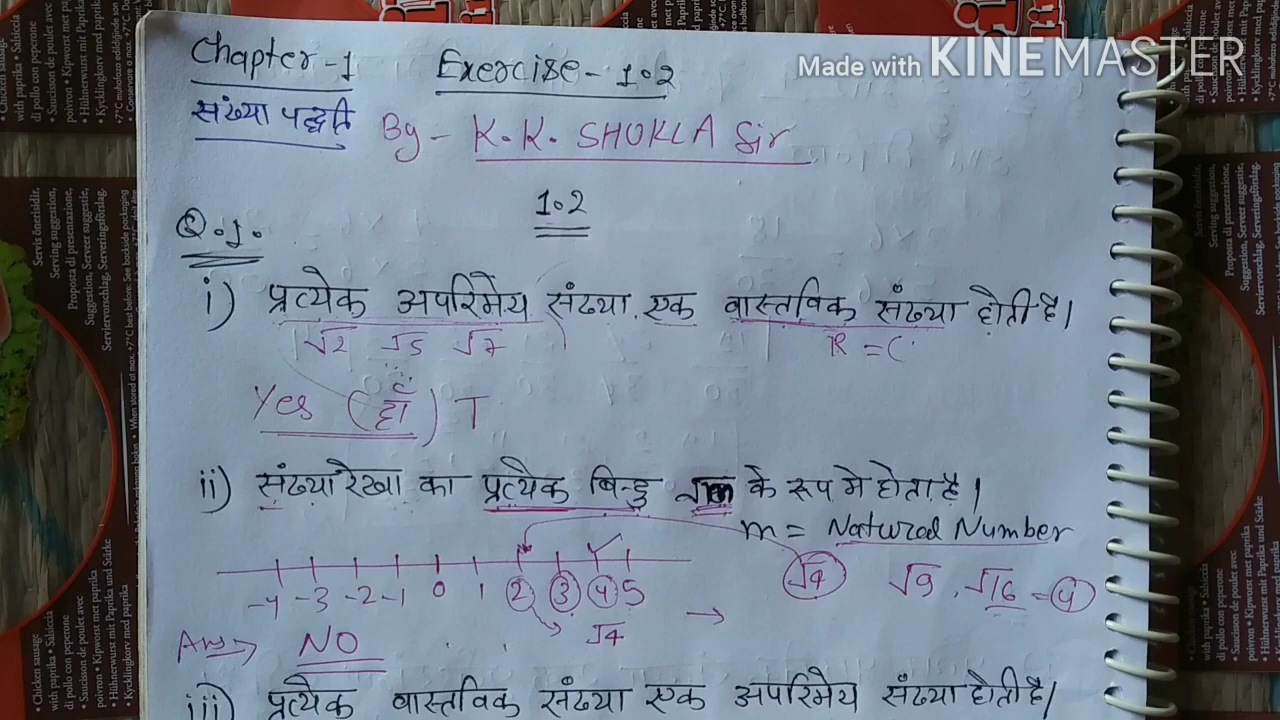 Made with KINEMASTER
Chapter-1 Exercise-1.2
संख्या पद्धति By- K.K. SHUKLA Sir
1.2
Q.1.
i) प्रत्येक अपरिमेय संख्या एक वास्तविक संख्या होती है।
√2 √5 √7 R = C
Yes (हाँ) T
ii) संख्या रेखा का प्रत्येक बिन्दु √m के रूप मे होता है।
m = Natural Number
-4 -3 -2 -1 0 1 2 3 4 5 → √4 √9, √16 = 4
√4
Ans → NO
iii) प्रत्येक वास्तविक संख्या एक अपरिमेय संख्या होती है।